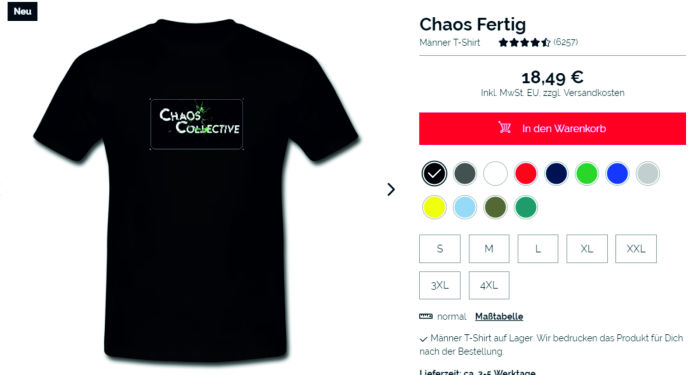 Neu
CHAOS
COLLECTIVE
Chaos Fertig
Männer T-Shirt (6257)
18,49 €
Inkl. MwSt. EU, zzgl. Versandkosten
In den Warenkorb
S M L XL XXL
3XL 4XL
normal Maßtabelle
Männer T-Shirt auf Lager. Wir bedrucken das Produkt für Dich
nach der Bestellung.
Lieferzeit: ca. 3-5 Werktage